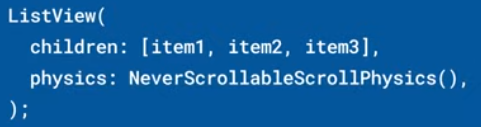 ListView(
  children: [item1, item2, item3],
  physics: NeverScrollableScrollPhysics(),
);